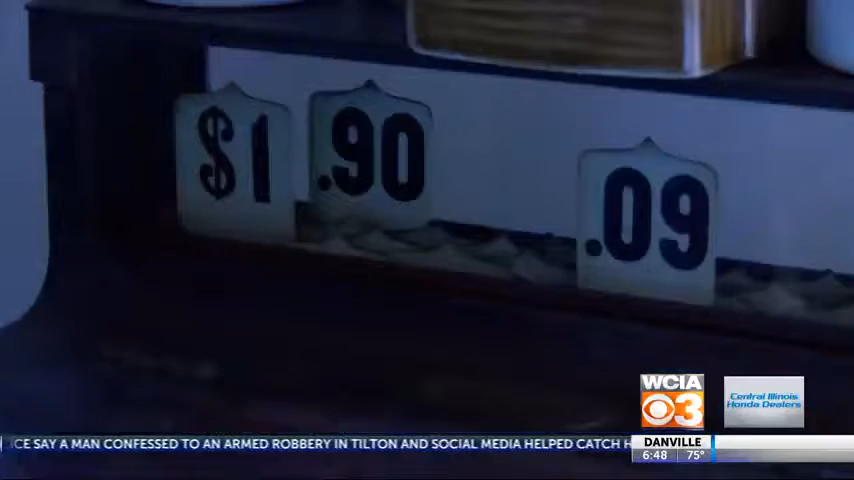 $1
.90
.09
WCIA
3
Central Illinois
Honda Dealers
CE SAY A MAN CONFESSED TO AN ARMED ROBBERY IN TILTON AND SOCIAL MEDIA HELPED CATCH H
DANVILLE
6:48 75°